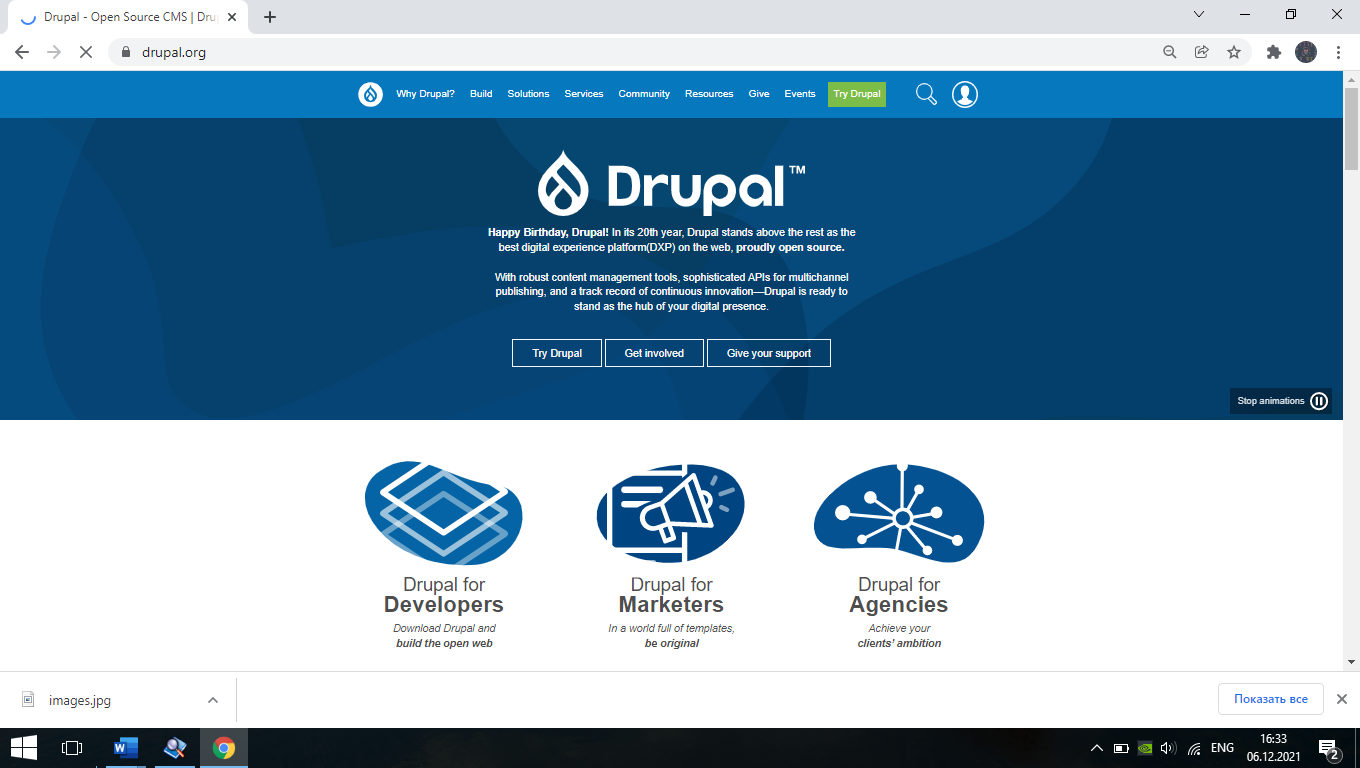 Drupal - Open Source CMS | Dru
drupal.org
Why Drupal? Build Solutions Services Community Resources Give Events Try Drupal
Drupal™
Happy Birthday, Drupal! In its 20th year, Drupal stands above the rest as the
best digital experience platform(DXP) on the web, proudly open source.
With robust content management tools, sophisticated APIs for multichannel
publishing, and a track record of continuous innovation—Drupal is ready to
stand as the hub of your digital presence.
Try Drupal Get involved Give your support
Stop animations
Drupal for
Developers
Download Drupal and
build the open web
Drupal for
Marketers
In a world full of templates,
be original
Drupal for
Agencies
Achieve your
clients' ambition
images.jpg
Показать все
ENG
16:33
06.12.2021
2